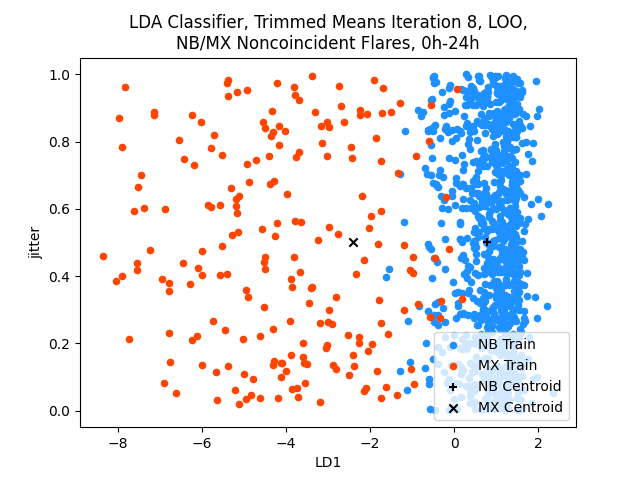 LDA Classifier, Trimmed Means Iteration 8, LOO,
NB/MX Noncoincident Flares, 0h-24h
jitter
1.0
0.8
0.6
0.4
0.2
0.0
−8
−6
−4
−2
0
2
LD1
NB Train
MX Train
NB Centroid
MX Centroid